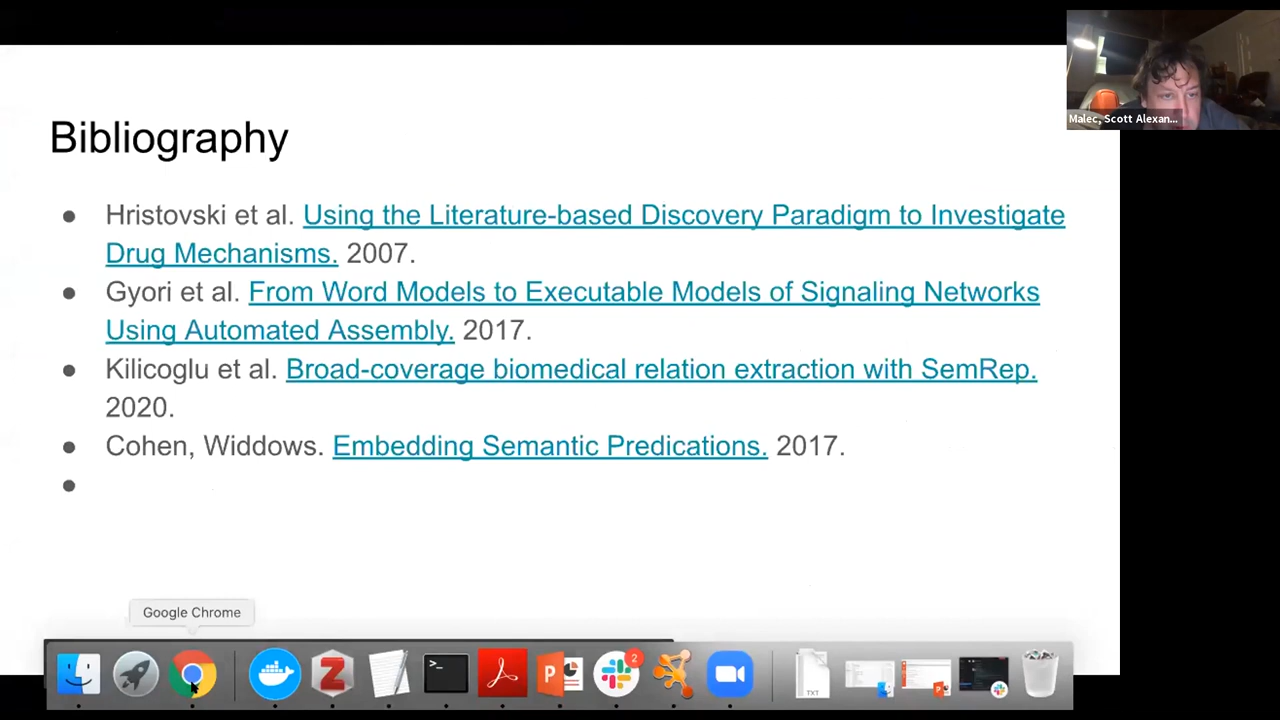 Malec, Scott Alexan...
Bibliography
● Hristovski et al. Using the Literature-based Discovery Paradigm to Investigate
Drug Mechanisms. 2007.
● Gyori et al. From Word Models to Executable Models of Signaling Networks
Using Automated Assembly. 2017.
● Kilicoglu et al. Broad-coverage biomedical relation extraction with SemRep.
2020.
● Cohen, Widdows. Embedding Semantic Predications. 2017.
●
Google Chrome
Z
>_
P
2
TXT